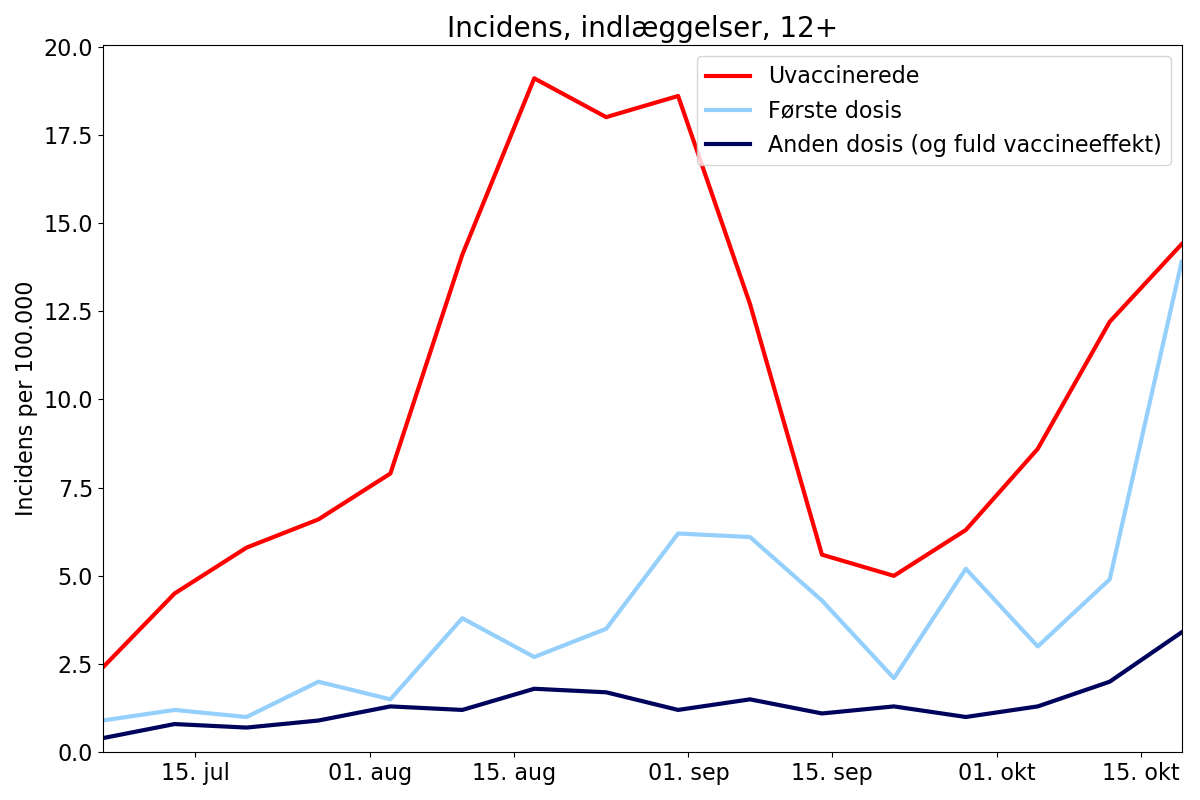 Incidens, indlæggelser, 12+
Uvaccinerede
Første dosis
Anden dosis (og fuld vaccineeffekt)
Incidens per 100.000
20.0
17.5
15.0
12.5
10.0
7.5
5.0
2.5
0.0
15. jul
01. aug
15. aug
01. sep
15. sep
01. okt
15. okt